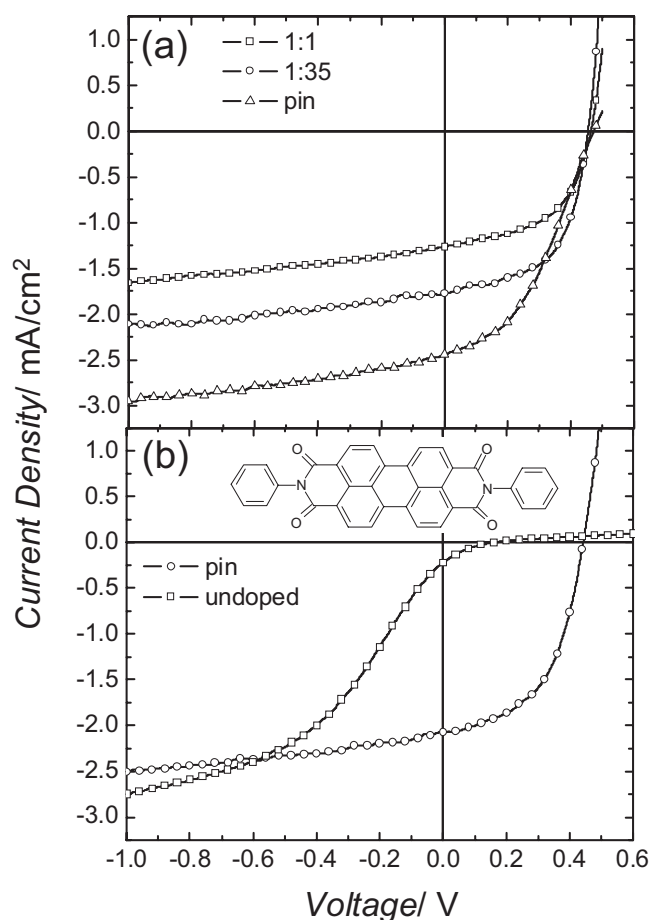 (a)
1:1
1:35
pin
1.0
0.5
0.0
-0.5
-1.0
-1.5
-2.0
-2.5
-3.0
(b)
O
O
N
N
O
O
pin
undoped
1.0
0.5
0.0
-0.5
-1.0
-1.5
-2.0
-2.5
-3.0
Current Density/ mA/cm²
-1.0 -0.8 -0.6 -0.4 -0.2 0.0 0.2 0.4 0.6
Voltage/ V